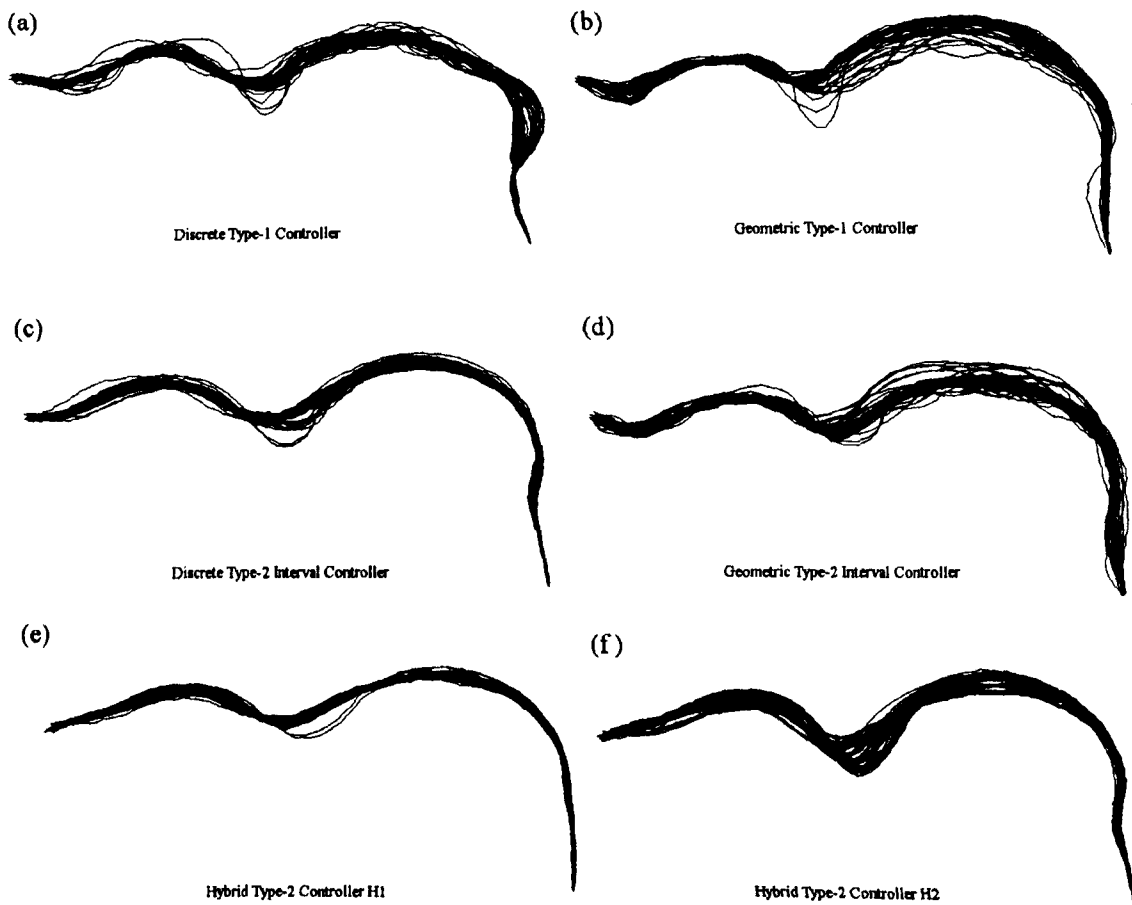 (a)
(b)
Discrete Type-1 Controller
Geometric Type-1 Controller
(c)
(d)
Discrete Type-2 Interval Controller
Geometric Type-2 Interval Controller
(e)
(f)
Hybrid Type-2 Controller H1
Hybrid Type-2 Controller H2